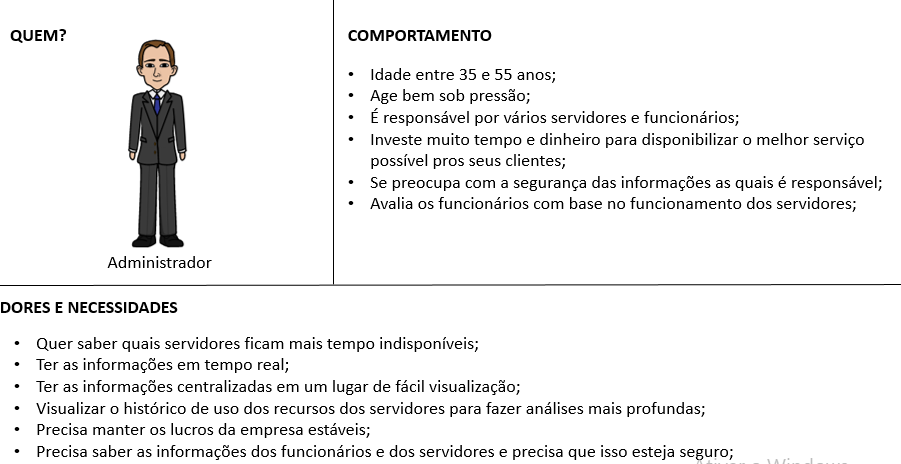 QUEM?
Administrador
COMPORTAMENTO
• Idade entre 35 e 55 anos;
• Age bem sob pressão;
• É responsável por vários servidores e funcionários;
• Investe muito tempo e dinheiro para disponibilizar o melhor serviço
possível pros seus clientes;
• Se preocupa com a segurança das informações as quais é responsável;
• Avalia os funcionários com base no funcionamento dos servidores;
DORES E NECESSIDADES
• Quer saber quais servidores ficam mais tempo indisponíveis;
• Ter as informações em tempo real;
• Ter as informações centralizadas em um lugar de fácil visualização;
• Visualizar o histórico de uso dos recursos dos servidores para fazer análises mais profundas;
• Precisa manter os lucros da empresa estáveis;
• Precisa saber as informações dos funcionários e dos servidores e precisa que isso esteja seguro;